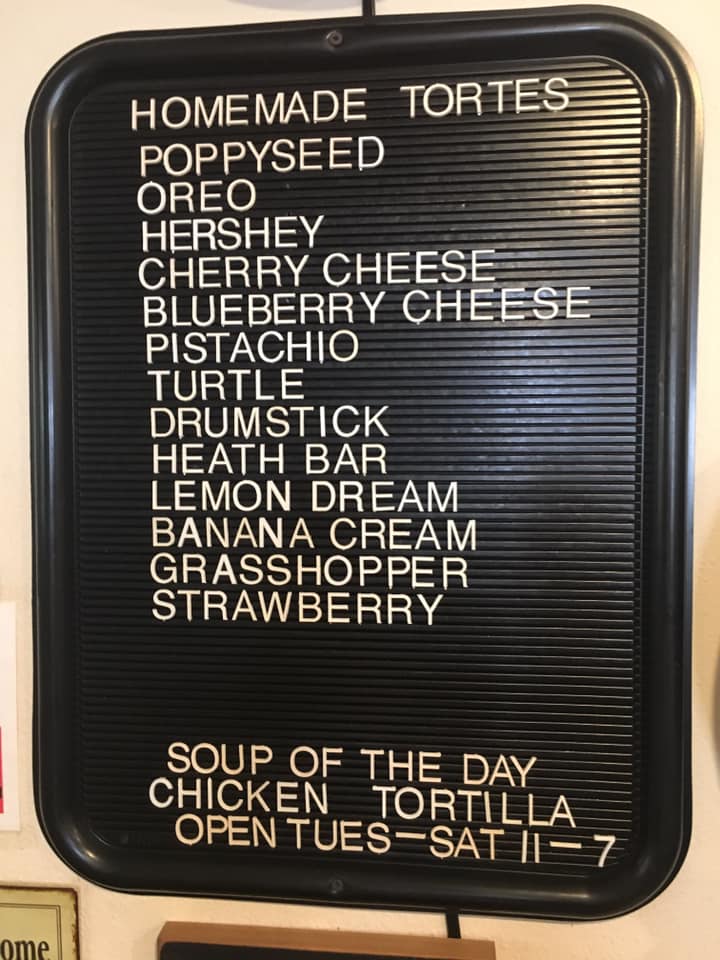 HOMEMADE TORTES
POPPYSEED
OREO
HERSHEY
CHERRY CHEESE
BLUEBERRY CHEESE
PISTACHIO
TURTLE
DRUMSTICK
HEATH BAR
LEMON DREAM
BANANA CREAM
GRASSHOPPER
STRAWBERRY
SOUP OF THE DAY
CHICKEN TORTILLA
OPEN TUES—SAT 11—7
ome